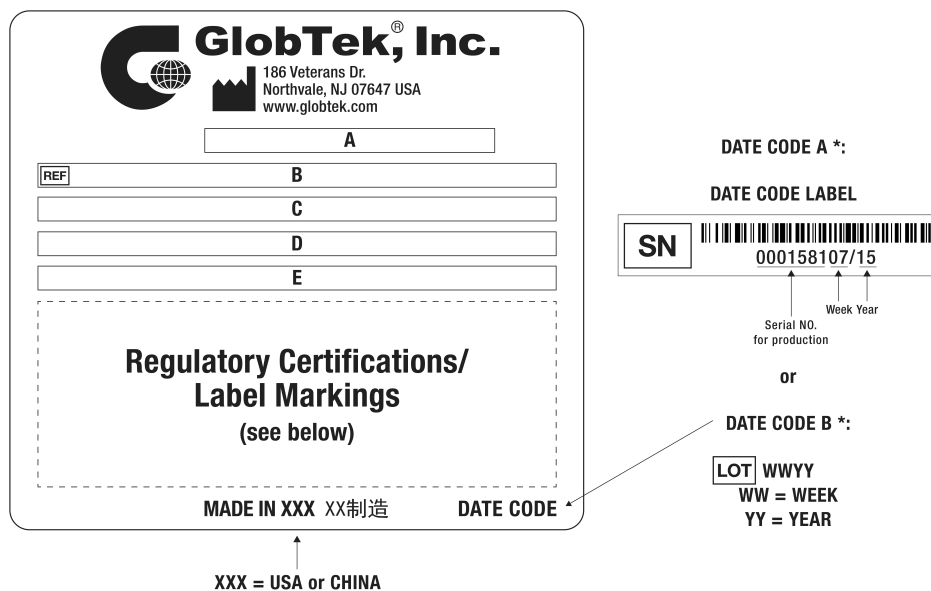 GlobTek,® Inc.
186 Veterans Dr.
Northvale, NJ 07647 USA
www.globtek.com
A
REF B
C
D
E
Regulatory Certifications/
Label Markings
(see below)
MADE IN XXX XX制造 DATE CODE
XXX = USA or CHINA
DATE CODE A *:
DATE CODE LABEL
SN
000158107/15
Week Year
Serial NO.
for production
or
DATE CODE B *:
LOT WWYY
WW = WEEK
YY = YEAR